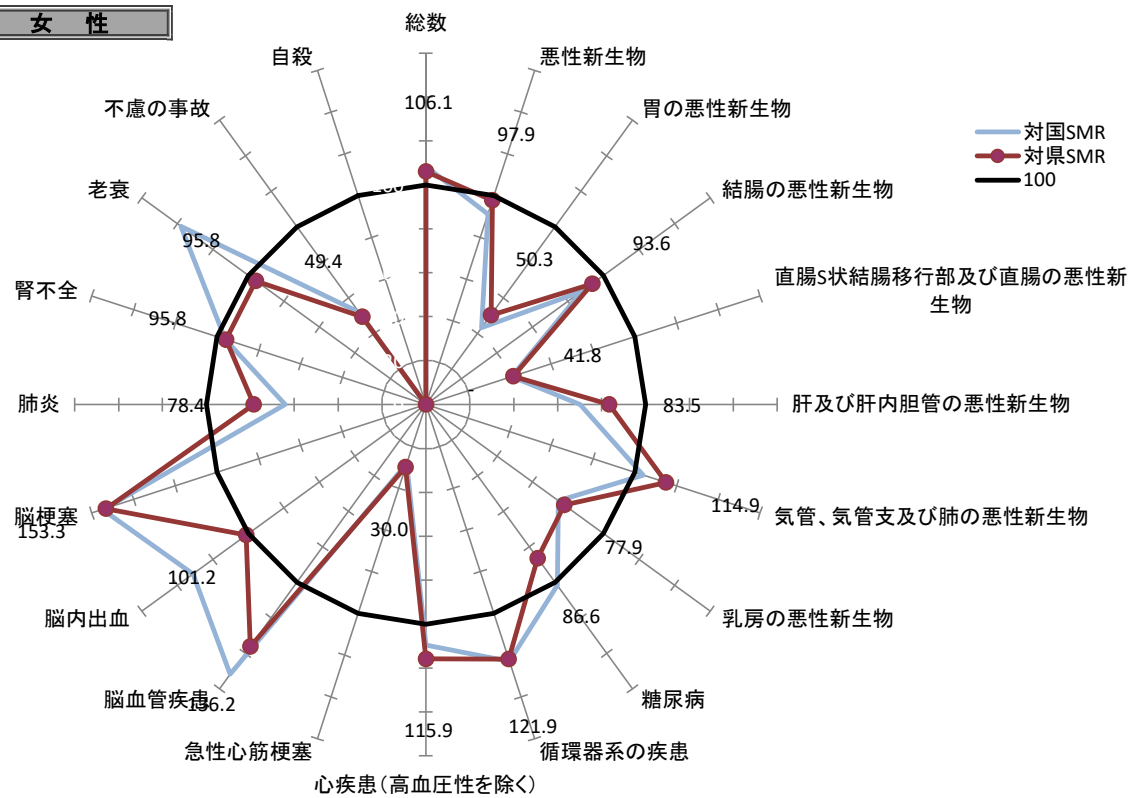 女 性
総数
悪性新生物
胃の悪性新生物
結腸の悪性新生物
直腸S状結腸移行部及び直腸の悪性新
生物
肝及び肝内胆管の悪性新生物
気管、気管支及び肺の悪性新生物
乳房の悪性新生物
糖尿病
循環器系の疾患
心疾患(高血圧性を除く)
急性心筋梗塞
脳血管疾患
脳内出血
脳梗塞
肺炎
腎不全
老衰
不慮の事故
自殺
106.1
97.9
50.3
93.6
41.8
83.5
114.9
77.9
86.6
121.9
115.9
30.0
136.2
101.2
153.3
78.4
95.8
95.8
49.4
-
対国SMR
対県SMR
100